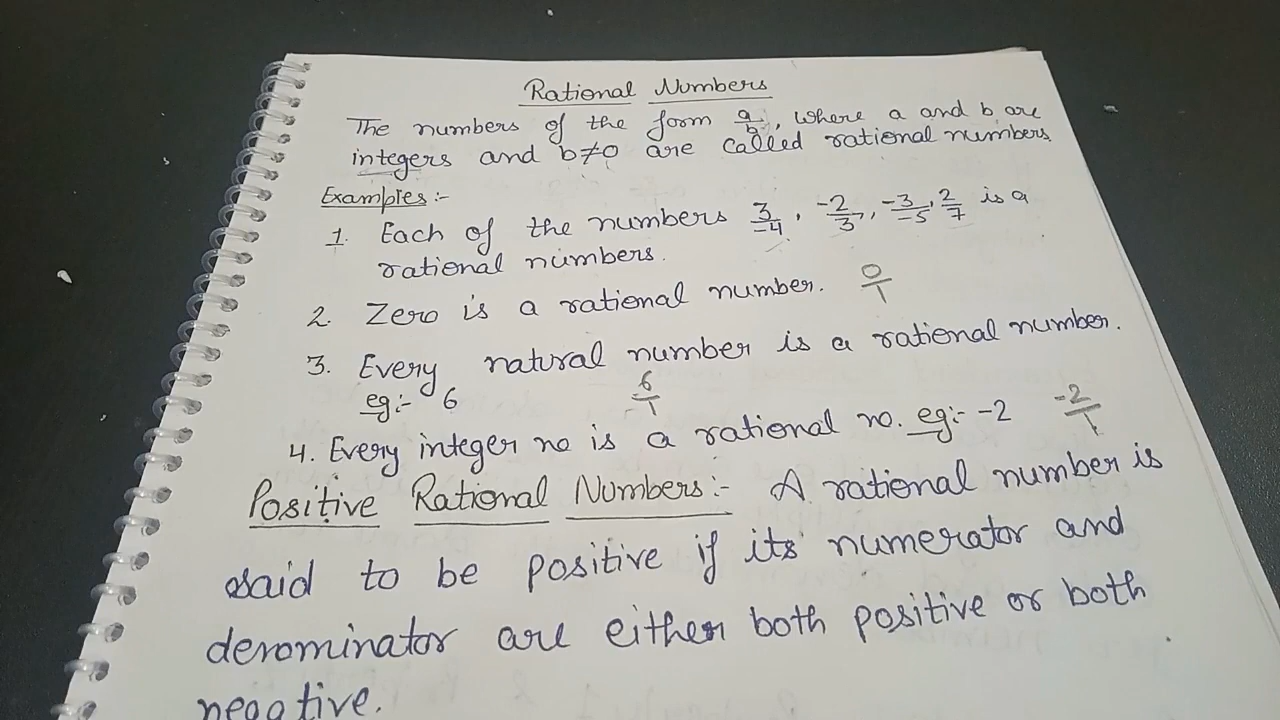 Rational Numbers
The numbers of the form a/b, where a and b are
integers and b≠0 are called rational numbers
Examples:-
1. Each of the numbers 3/-4, -2/3, -3/-5, 2/7 is a
rational numbers.
2. Zero is a rational number. 0/1
3. Every natural number is a rational number.
eg:- 6 6/1
4. Every integer no is a rational no. eg:- -2 -2/1
Positive Rational Numbers:- A rational number is
said to be positive if its numerator and
denominator are either both positive or both
negative.